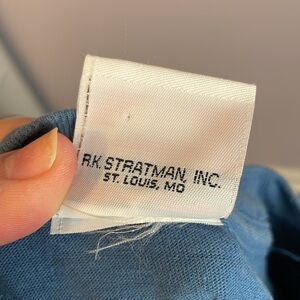 R.K. STRATMAN, INC.
ST. LOUIS, MO